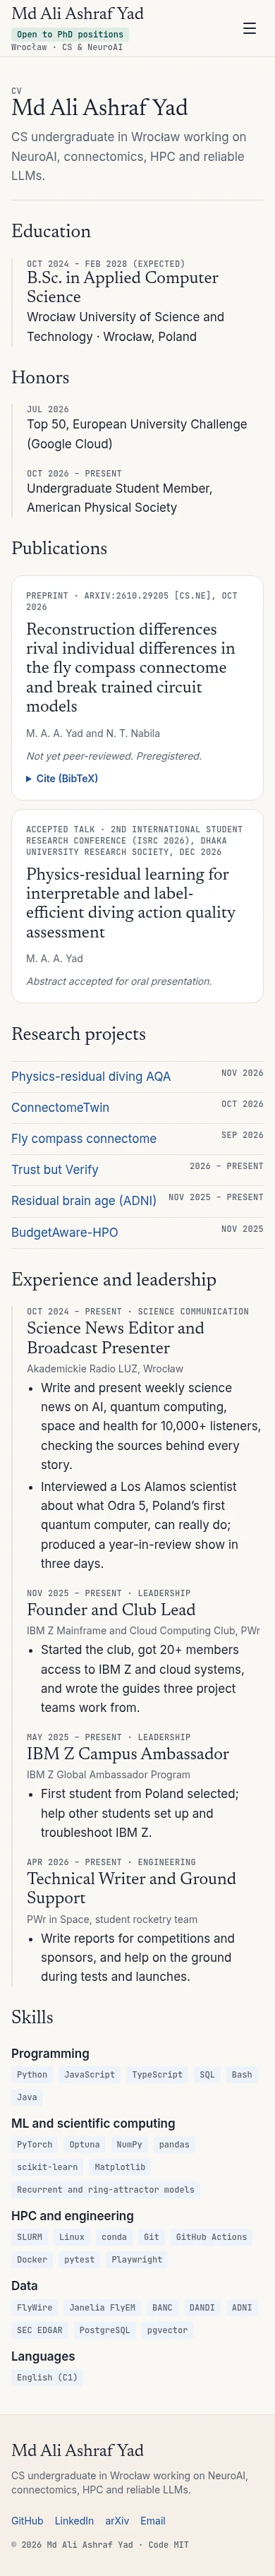 Md Ali Ashraf Yad
Open to PhD positions
Wrocław · CS & NeuroAI
CV
Md Ali Ashraf Yad
CS undergraduate in Wrocław working on
NeuroAI, connectomics, HPC and reliable
LLMs.
Education
OCT 2024 – FEB 2028 (EXPECTED)
B.Sc. in Applied Computer
Science
Wrocław University of Science and
Technology · Wrocław, Poland
Honors
JUL 2026
Top 50, European University Challenge
(Google Cloud)
OCT 2026 – PRESENT
Undergraduate Student Member,
American Physical Society
Publications
PREPRINT · ARXIV:2610.29205 [CS.NE], OCT
2026
Reconstruction differences
rival individual differences in
the fly compass connectome
and break trained circuit
models
M. A. A. Yad and N. T. Nabila
Not yet peer-reviewed. Preregistered.
Cite (BibTeX)
ACCEPTED TALK · 2ND INTERNATIONAL STUDENT
RESEARCH CONFERENCE (ISRC 2026), DHAKA
UNIVERSITY RESEARCH SOCIETY, DEC 2026
Physics-residual learning for
interpretable and label-
efficient diving action quality
assessment
M. A. A. Yad
Abstract accepted for oral presentation.
Research projects
Physics-residual diving AQA NOV 2026
ConnectomeTwin OCT 2026
Fly compass connectome SEP 2026
Trust but Verify 2026 – PRESENT
Residual brain age (ADNI) NOV 2025 – PRESENT
BudgetAware-HPO NOV 2025
Experience and leadership
OCT 2024 – PRESENT · SCIENCE COMMUNICATION
Science News Editor and
Broadcast Presenter
Akademickie Radio LUZ, Wrocław
• Write and present weekly science
news on AI, quantum computing,
space and health for 10,000+ listeners,
checking the sources behind every
story.
• Interviewed a Los Alamos scientist
about what Odra 5, Poland's first
quantum computer, can really do;
produced a year-in-review show in
three days.
NOV 2025 – PRESENT · LEADERSHIP
Founder and Club Lead
IBM Z Mainframe and Cloud Computing Club, PWr
• Started the club, got 20+ members
access to IBM Z and cloud systems,
and wrote the guides three project
teams work from.
MAY 2025 – PRESENT · LEADERSHIP
IBM Z Campus Ambassador
IBM Z Global Ambassador Program
• First student from Poland selected;
help other students set up and
troubleshoot IBM Z.
APR 2026 – PRESENT · ENGINEERING
Technical Writer and Ground
Support
PWr in Space, student rocketry team
• Write reports for competitions and
sponsors, and help on the ground
during tests and launches.
Skills
Programming
Python JavaScript TypeScript SQL Bash
Java
ML and scientific computing
PyTorch Optuna NumPy pandas
scikit-learn Matplotlib
Recurrent and ring-attractor models
HPC and engineering
SLURM Linux conda Git GitHub Actions
Docker pytest Playwright
Data
FlyWire Janelia FlyEM BANC DANDI ADNI
SEC EDGAR PostgreSQL pgvector
Languages
English (C1)
Md Ali Ashraf Yad
CS undergraduate in Wrocław working on NeuroAI,
connectomics, HPC and reliable LLMs.
GitHub LinkedIn arXiv Email
© 2026 Md Ali Ashraf Yad · Code MIT